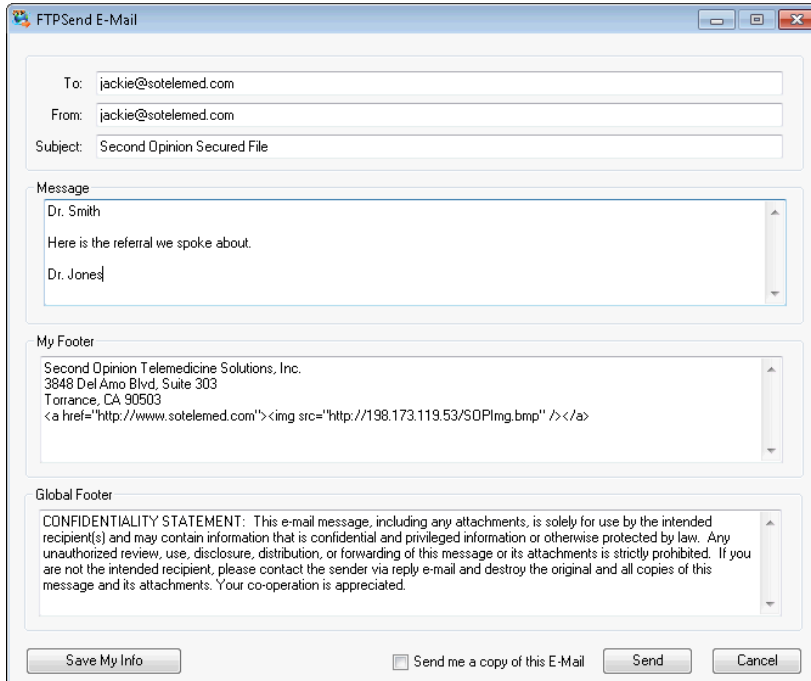 FTPSend E-Mail
To: jackie@sotelemed.com
From: jackie@sotelemed.com
Subject: Second Opinion Secured File
Message
Dr. Smith
Here is the referral we spoke about.
Dr. Jones
My Footer
Second Opinion Telemedicine Solutions, Inc.
3848 Del Amo Blvd, Suite 303
Torrance, CA 90503
<a href="http://www.sotelemed.com"><img src="http://198.173.119.53/SOPImg.bmp" /></a>
Global Footer
CONFIDENTIALITY STATEMENT:  This e-mail message, including any attachments, is solely for use by the intended
recipient(s) and may contain information that is confidential and privileged information or otherwise protected by law.  Any
unauthorized review, use, disclosure, distribution, or forwarding of this message or its attachments is strictly prohibited.  If you
are not the intended recipient, please contact the sender via reply e-mail and destroy the original and all copies of this
message and its attachments. Your co-operation is appreciated.
Save My Info
Send me a copy of this E-Mail
Send
Cancel